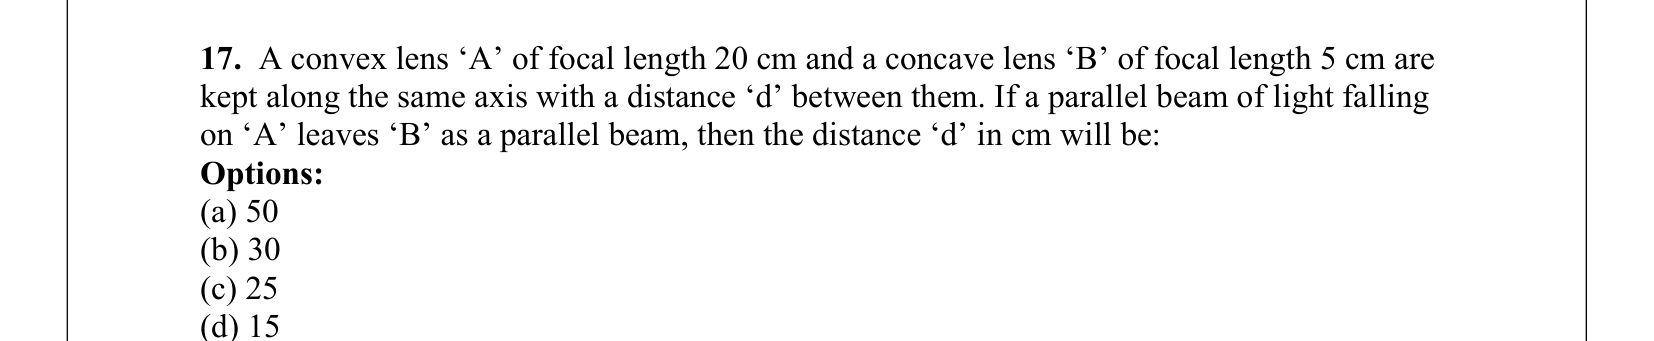 17. A convex lens ‘A’ of focal length 20 cm and a concave lens ‘B’ of focal length 5 cm are
kept along the same axis with a distance ‘d’ between them. If a parallel beam of light falling
on ‘A’ leaves ‘B’ as a parallel beam, then the distance ‘d’ in cm will be:
Options:
(a) 50
(b) 30
(c) 25
(d) 15